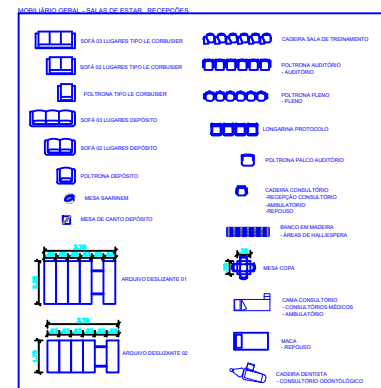 MOBILIÁRIO GERAL - SALAS DE ESTAR, RECEPÇÕES
SOFÁ 03 LUGARES TIPO LE CORBUSIER
SOFÁ 02 LUGARES TIPO LE CORBUSIER
POLTRONA TIPO LE CORBUSIER
SOFÁ 03 LUGARES DEPÓSITO
SOFÁ 02 LUGARES DEPÓSITO
POLTRONA DEPÓSITO
MESA SAARINEM
MESA DE CANTO DEPÓSITO
2.70
ARQUIVO DESLIZANTE 01
2.70
ARQUIVO DESLIZANTE 02
CADEIRA SALA DE TREINAMENTO
POLTRONA AUDITÓRIO
- AUDITÓRIO
POLTRONA PLENO
- PLENO
LONGARINA PROTOCOLO
POLTRONA PALCO AUDITÓRIO
CADEIRA CONSULTÓRIO
-RECEPÇÃO CONSULTÓRIO
-AMBULATÓRIO
-REPOUSO
BANCO EM MADEIRA
- ÁREAS DE HALL/ESPERA
MESA COPA
CAMA CONSULTÓRIO
- CONSULTÓRIOS MÉDICOS
- AMBULATÓRIO
MACA
- REPOUSO
CADEIRA DENTISTA
- CONSULTÓRIO ODONTOLÓGICO